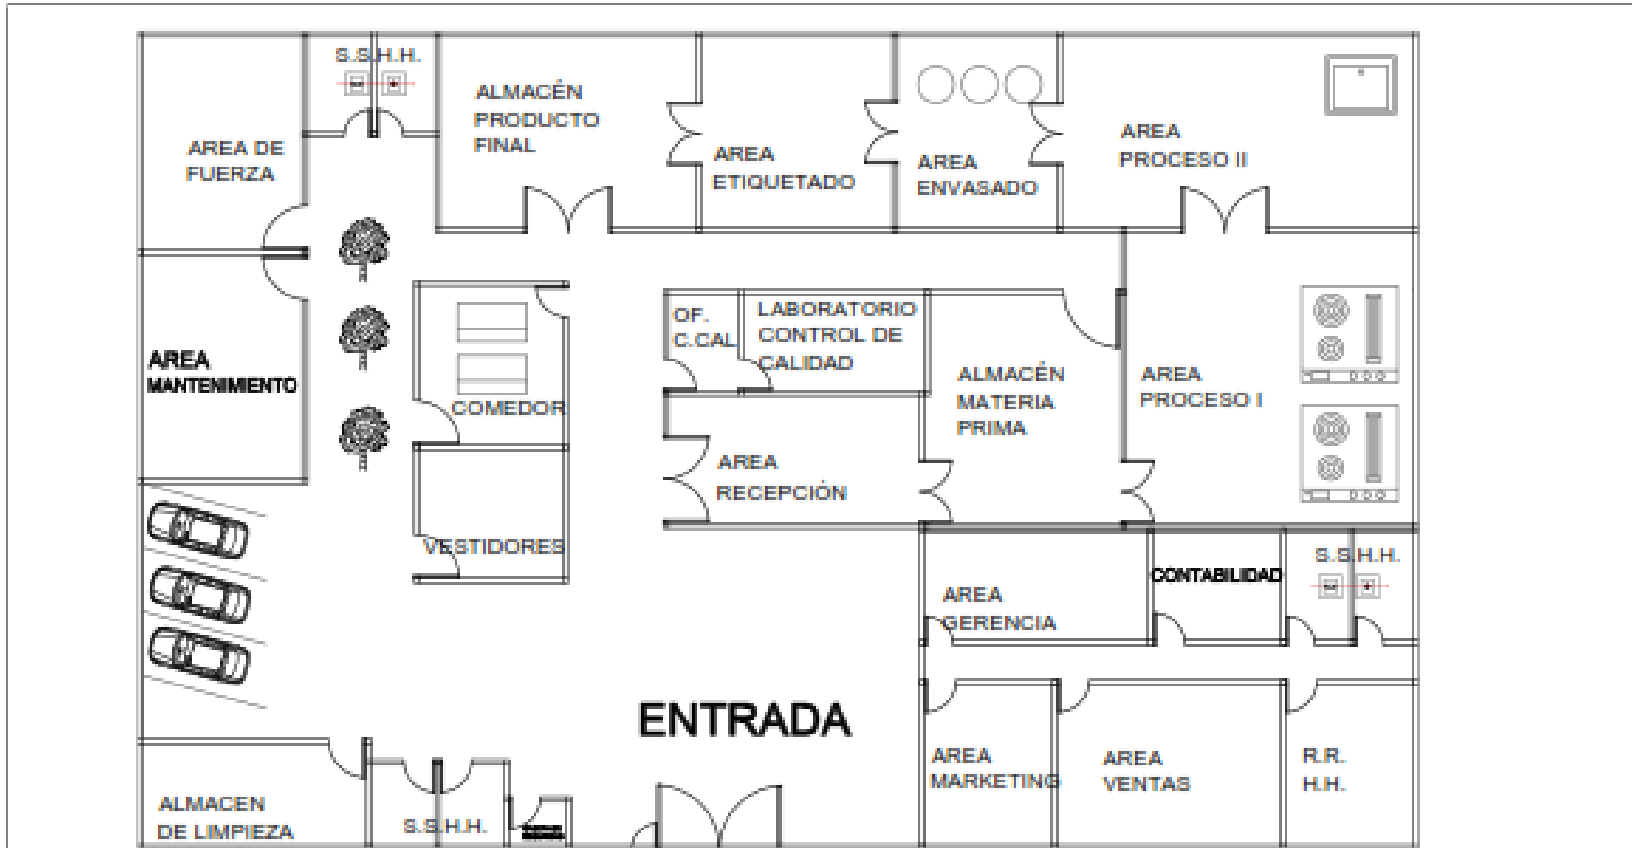 S.S.H.H.
ALMACÉN
PRODUCTO
FINAL
AREA DE
FUERZA
AREA
ETIQUETADO
AREA
ENVASADO
AREA
PROCESO II
OF.
C.CAL
LABORATORIO
CONTROL DE
CALIDAD
AREA
MANTENIMIENTO
COMEDOR
ALMACÉN
MATERIA
PRIMA
AREA
PROCESO I
AREA
RECEPCIÓN
VESTIDORES
AREA
GERENCIA
CONTABILIDAD
S.S.H.H.
ENTRADA
AREA
MARKETING
AREA
VENTAS
R.R.
H.H.
ALMACEN
DE LIMPIEZA
S.S.H.H.